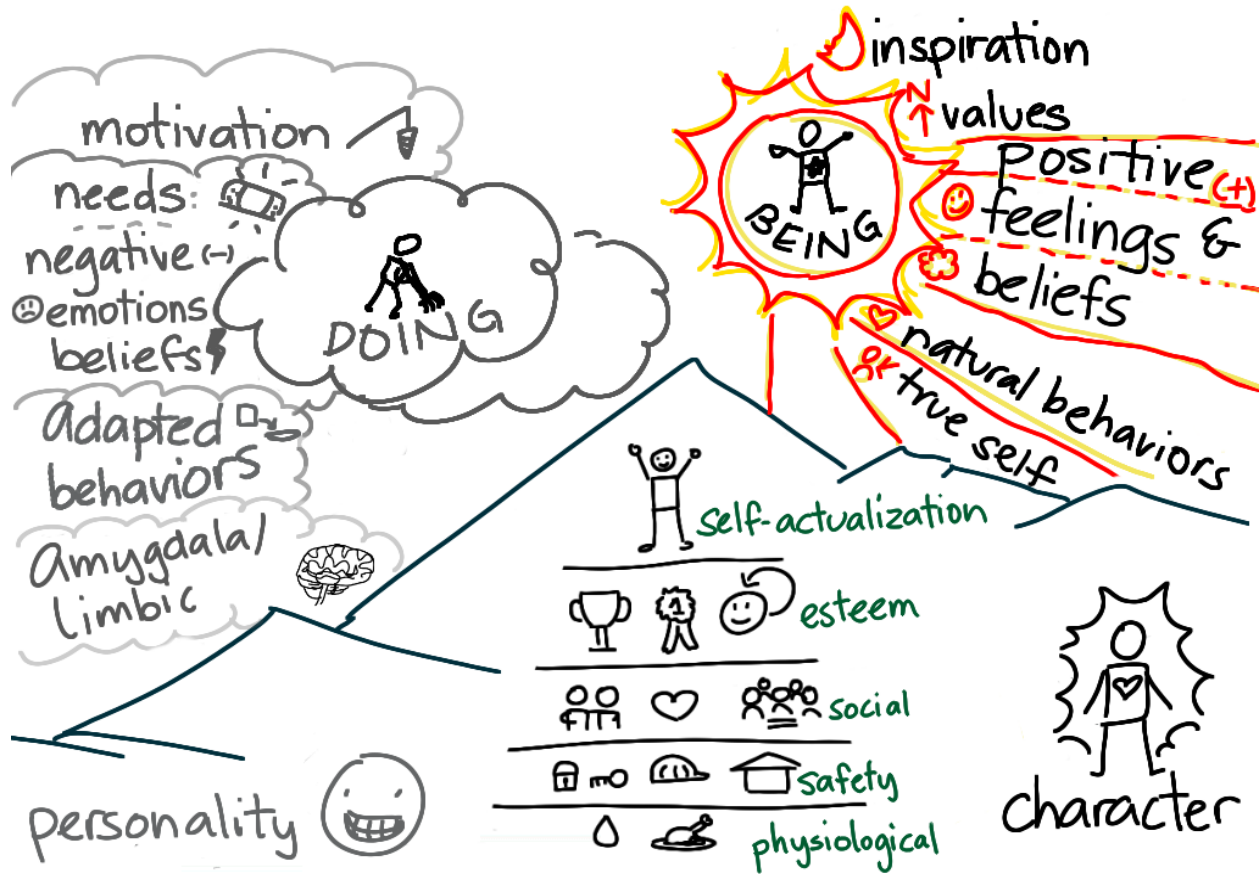 motivation
needs:
negative (-)
emotions
beliefs
DOING
adapted
behaviors
amygdala/
limbic
personality
inspiration
N
values
positive (+)
feelings &
beliefs
BEING
natural behaviors
true self
self-actualization
1
esteem
social
safety
physiological
character